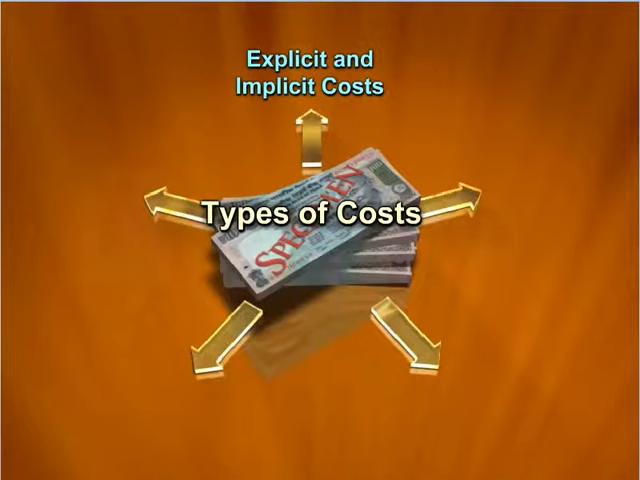 Explicit and
Implicit Costs
Types of Costs
SPECIMEN